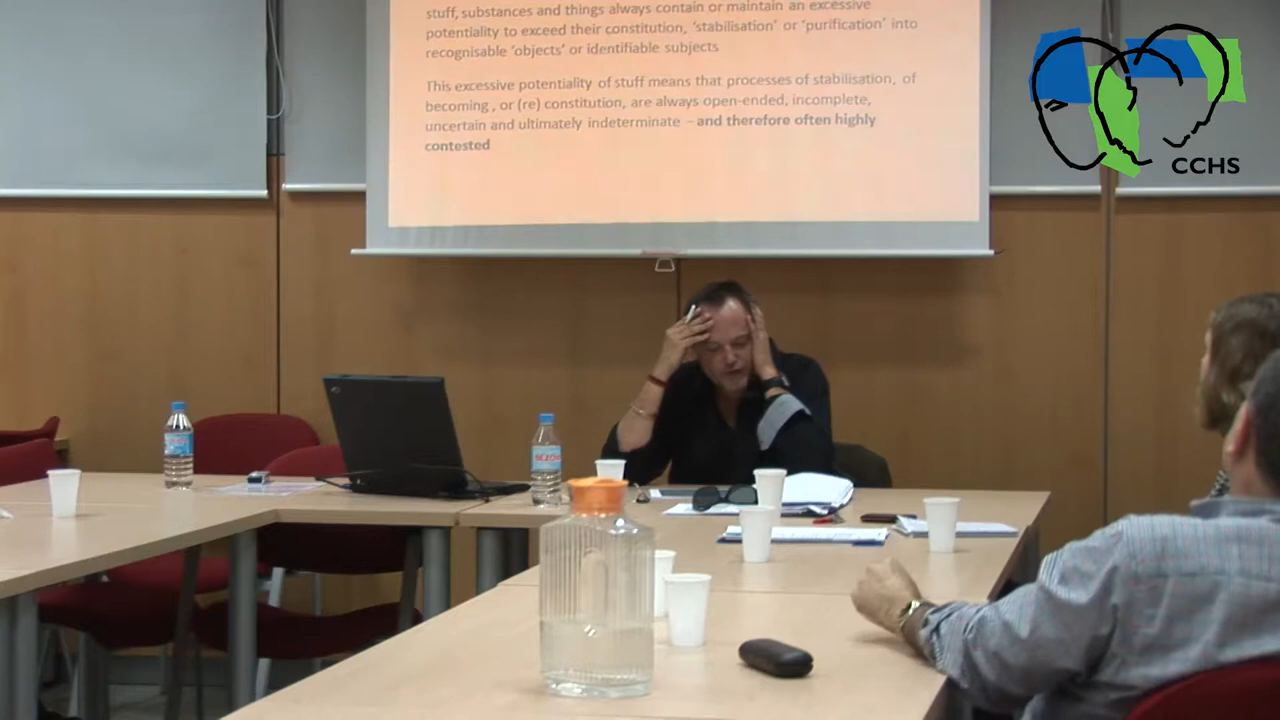 stuff, substances and things always contain or maintain an excessive
potentiality to exceed their constitution, 'stabilisation' or 'purification' into
recognisable 'objects' or identifiable subjects
This excessive potentiality of stuff means that processes of stabilisation, of
becoming , or (re) constitution, are always open-ended, incomplete,
uncertain and ultimately indeterminate – and therefore often highly
contested
CCHS